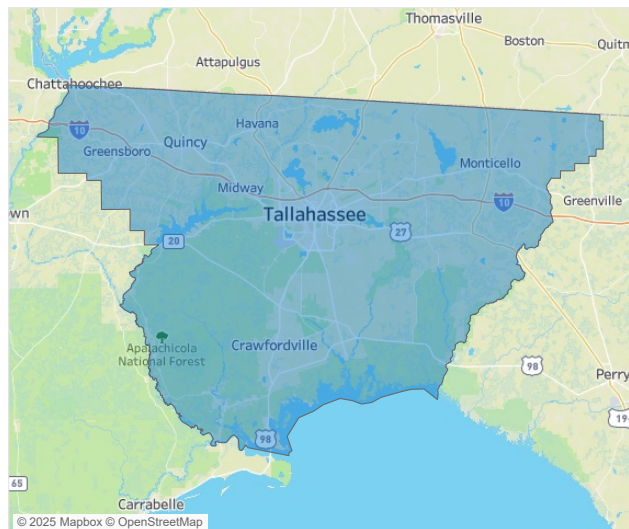 Thomasville
Boston
Quitm
Attapulgus
Chattahoochee
10
Havana
Quincy
Greensboro
Monticello
Midway
10
Greenville
Tallahassee
wn
27
20
Crawfordville
Apalachicola
National Forest
98
Perry
19
98
65
Carrabelle
© 2025 Mapbox © OpenStreetMap